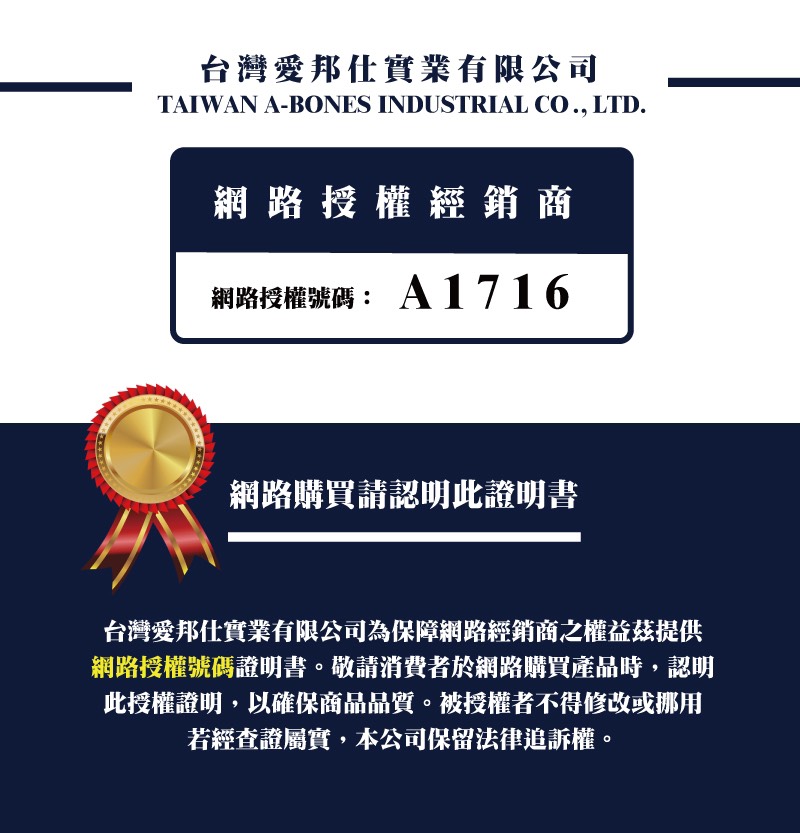 台灣愛邦仕實業有限公司
TAIWAN A-BONES INDUSTRIAL CO., LTD.
網路授權經銷商
網路授權號碼： A1716
網路購買請認明此證明書
台灣愛邦仕實業有限公司為保障網路經銷商之權益茲提供
網路授權號碼證明書。敬請消費者於網路購買產品時，認明
此授權證明，以確保商品品質。被授權者不得修改或挪用
若經查證屬實，本公司保留法律追訴權。